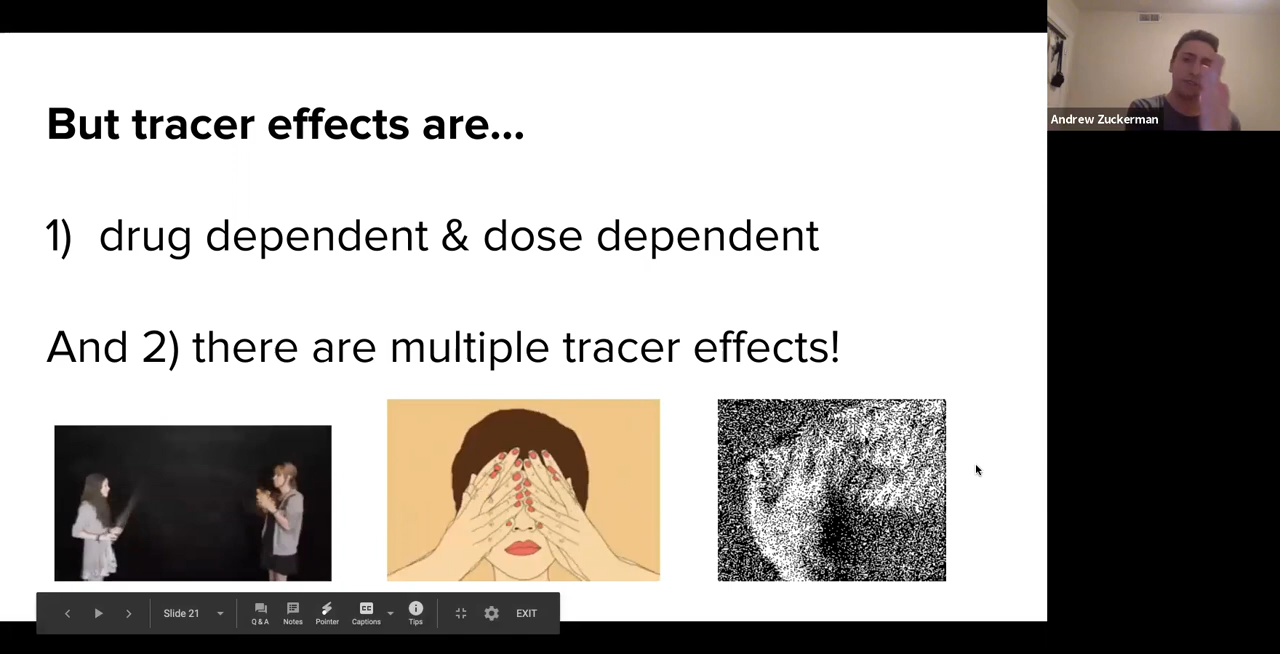 But tracer effects are...
1) drug dependent & dose dependent
And 2) there are multiple tracer effects!
Andrew Zuckerman
Slide 21
Q & A
Notes
Pointer
CC
Captions
Tips
EXIT